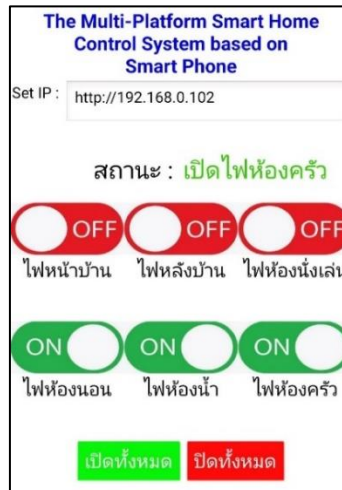 The Multi-Platform Smart Home
Control System based on
Smart Phone
Set IP : http://192.168.0.102
สถานะ : เปิดไฟห้องครัว
OFF OFF OFF
ไฟหน้าบ้าน ไฟหลังบ้าน ไฟห้องนั่งเล่น
ON ON ON
ไฟห้องนอน ไฟห้องน้ำ ไฟห้องครัว
เปิดทั้งหมด ปิดทั้งหมด